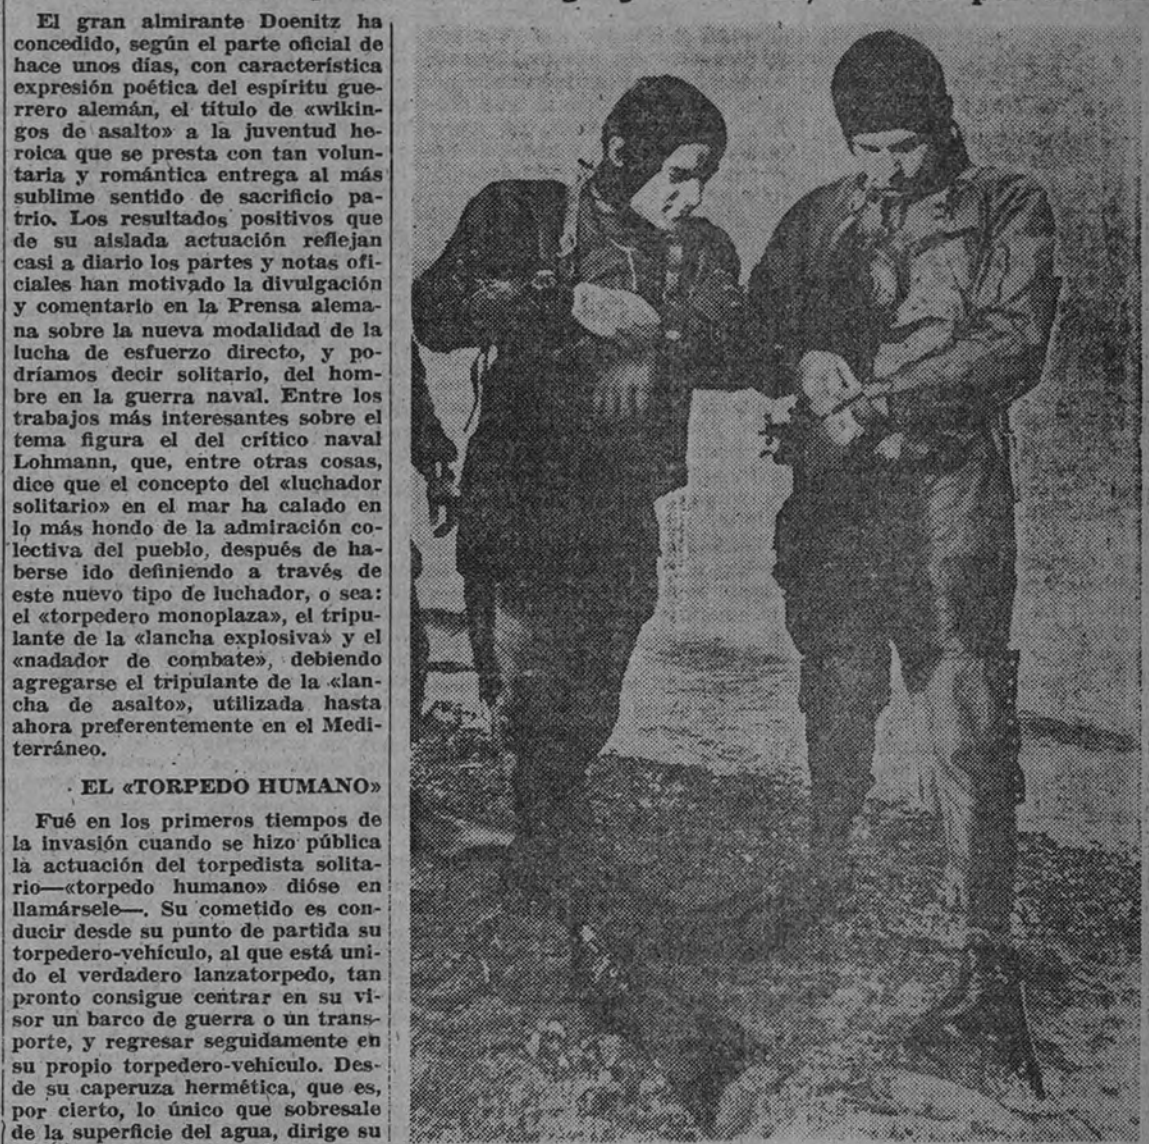 El gran almirante Doenitz ha
concedido, según el parte oficial de
hace unos días, con característica
expresión poética del espíritu gue-
rrero alemán, el título de «wikin-
gos de asalto» a la juventud he-
roica que se presta con tan volun-
taria y romántica entrega al más
sublime sentido de sacrificio pa-
trio. Los resultados positivos que
de su aislada actuación reflejan
casi a diario los partes y notas ofi-
ciales han motivado la divulgación
y comentario en la Prensa alema-
na sobre la nueva modalidad de la
lucha de esfuerzo directo, y po-
dríamos decir solitario, del hom-
bre en la guerra naval. Entre los
trabajos más interesantes sobre el
tema figura el del crítico naval
Lohmann, que, entre otras cosas,
dice que el concepto del «luchador
solitario» en el mar ha calado en
lo más hondo de la admiración co-
lectiva del pueblo, después de ha-
berse ido definiendo a través de
este nuevo tipo de luchador, o sea:
el «torpedero monoplaza», el tripu-
lante de la «lancha explosiva» y el
«nadador de combate», debiendo
agregarse el tripulante de la «lan-
cha de asalto», utilizada hasta
ahora preferentemente en el Medi-
terráneo.
EL «TORPEDO HUMANO»
Fué en los primeros tiempos de
la invasión cuando se hizo pública
la actuación del torpedista solita-
rio—«torpedo humano» dióse en
llamársele—. Su cometido es con-
ducir desde su punto de partida su
torpedero-vehículo, al que está uni-
do el verdadero lanzatorpedo, tan
pronto consigue centrar en su vi-
sor un barco de guerra o un trans-
porte, y regresar seguidamente en
su propio torpedero-vehículo. Des-
de su caperuza hermética, que es,
por cierto, lo único que sobresale
de la superficie del agua, dirige su